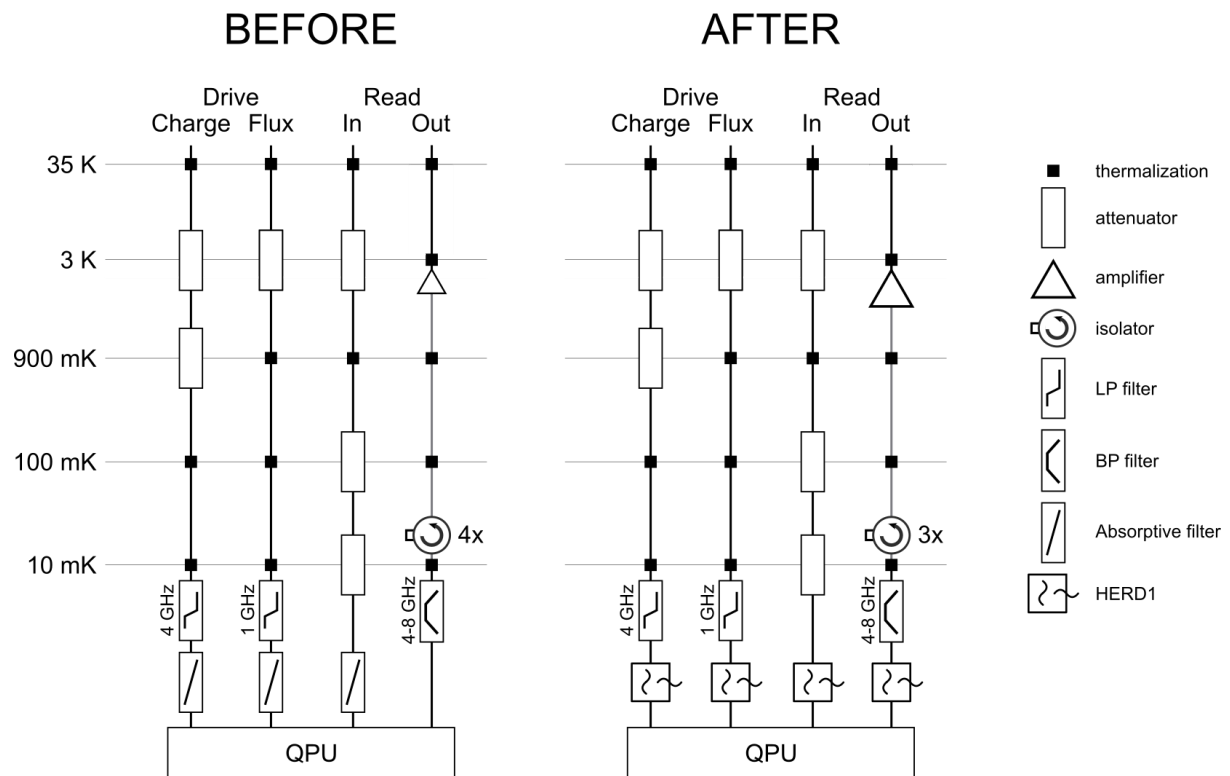 BEFORE
AFTER
Drive Read
Charge Flux In Out
Drive Read
Charge Flux In Out
35 K
3 K
900 mK
100 mK
10 mK
4x
3x
4 GHz
1 GHz
4-8 GHz
4 GHz
1 GHz
4-8 GHz
QPU
QPU
thermalization
attenuator
amplifier
isolator
LP filter
BP filter
Absorptive filter
HERD1